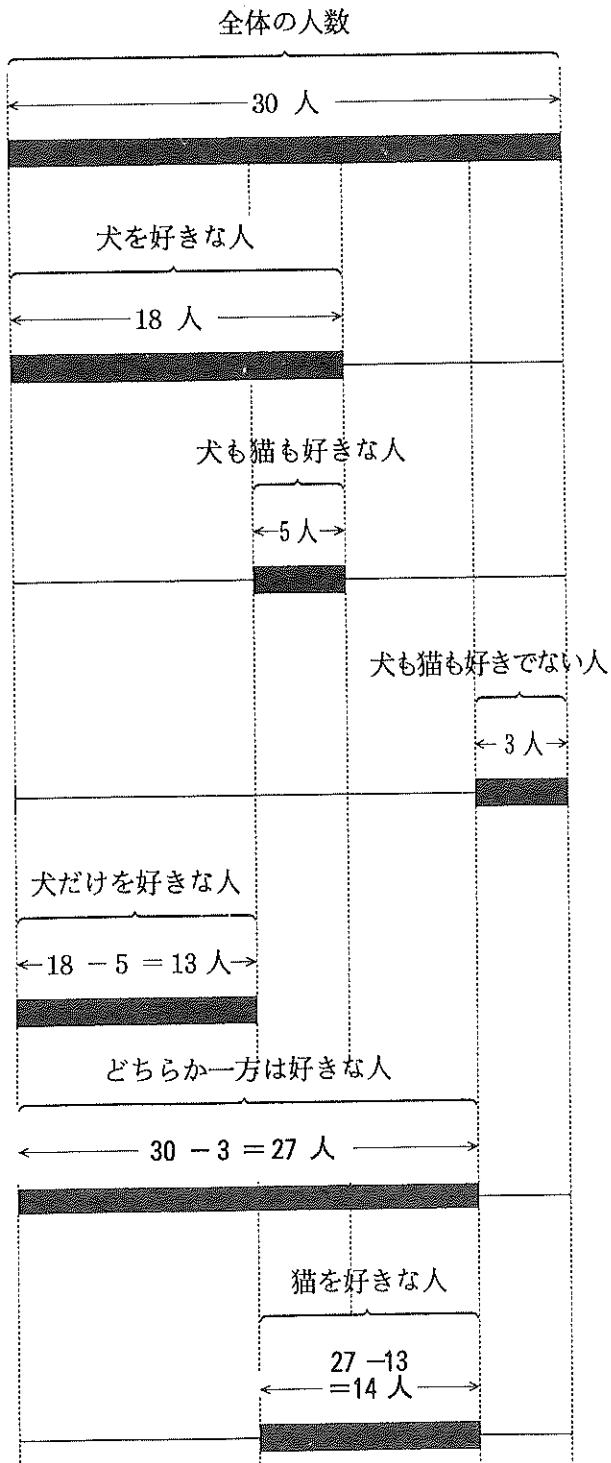 全体の人数
30 人
犬を好きな人
18 人
犬も猫も好きな人
5 人
犬も猫も好きでない人
3 人
犬だけを好きな人
18 - 5 = 13 人
どちらか一方は好きな人
30 - 3 = 27 人
猫を好きな人
27 -13
=14 人